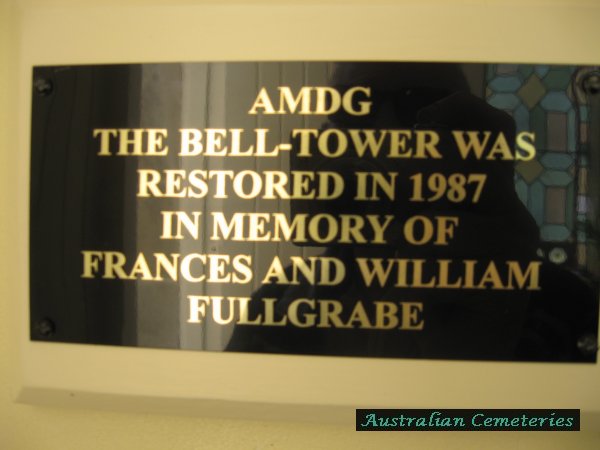 AMDG
THE BELL-TOWER WAS
RESTORED IN 1987
IN MEMORY OF
FRANCES AND WILLIAM
FULLGRABE
Australian Cemeteries